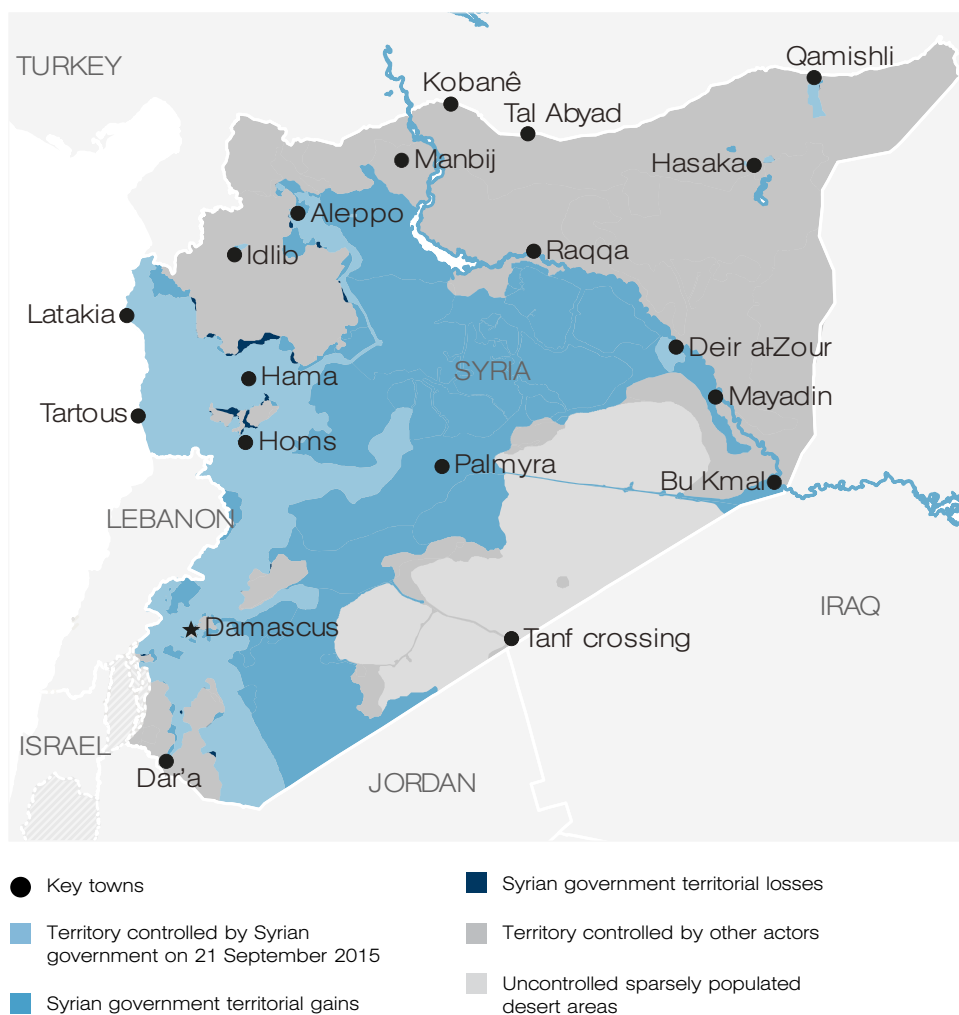 TURKEY
Qamishli
Kobanê
Tal Abyad
Manbij
Hasaka
Aleppo
Idlib
Raqqa
Latakia
Deir al-Zour
SYRIA
Hama
Mayadin
Tartous
Homs
Palmyra
Bu Kmal
LEBANON
IRAQ
Damascus
Tanf crossing
ISRAEL
Dar’a
JORDAN
Key towns
Territory controlled by Syrian
government on 21 September 2015
Syrian government territorial gains
Syrian government territorial losses
Territory controlled by other actors
Uncontrolled sparsely populated
desert areas